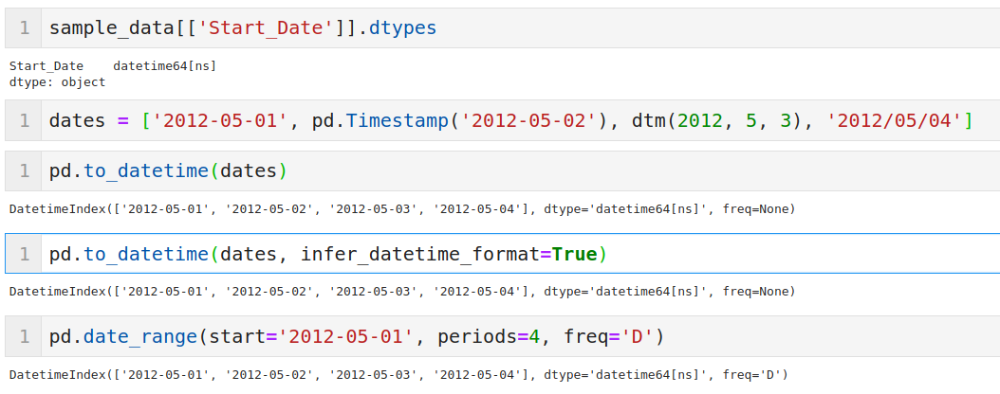 1 sample_data[['Start_Date']].dtypes
Start_Date    datetime64[ns]
dtype: object
1 dates = ['2012-05-01', pd.Timestamp('2012-05-02'), dtm(2012, 5, 3), '2012/05/04']
1 pd.to_datetime(dates)
DatetimeIndex(['2012-05-01', '2012-05-02', '2012-05-03', '2012-05-04'], dtype='datetime64[ns]', freq=None)
1 pd.to_datetime(dates, infer_datetime_format=True)
DatetimeIndex(['2012-05-01', '2012-05-02', '2012-05-03', '2012-05-04'], dtype='datetime64[ns]', freq=None)
1 pd.date_range(start='2012-05-01', periods=4, freq='D')
DatetimeIndex(['2012-05-01', '2012-05-02', '2012-05-03', '2012-05-04'], dtype='datetime64[ns]', freq='D')